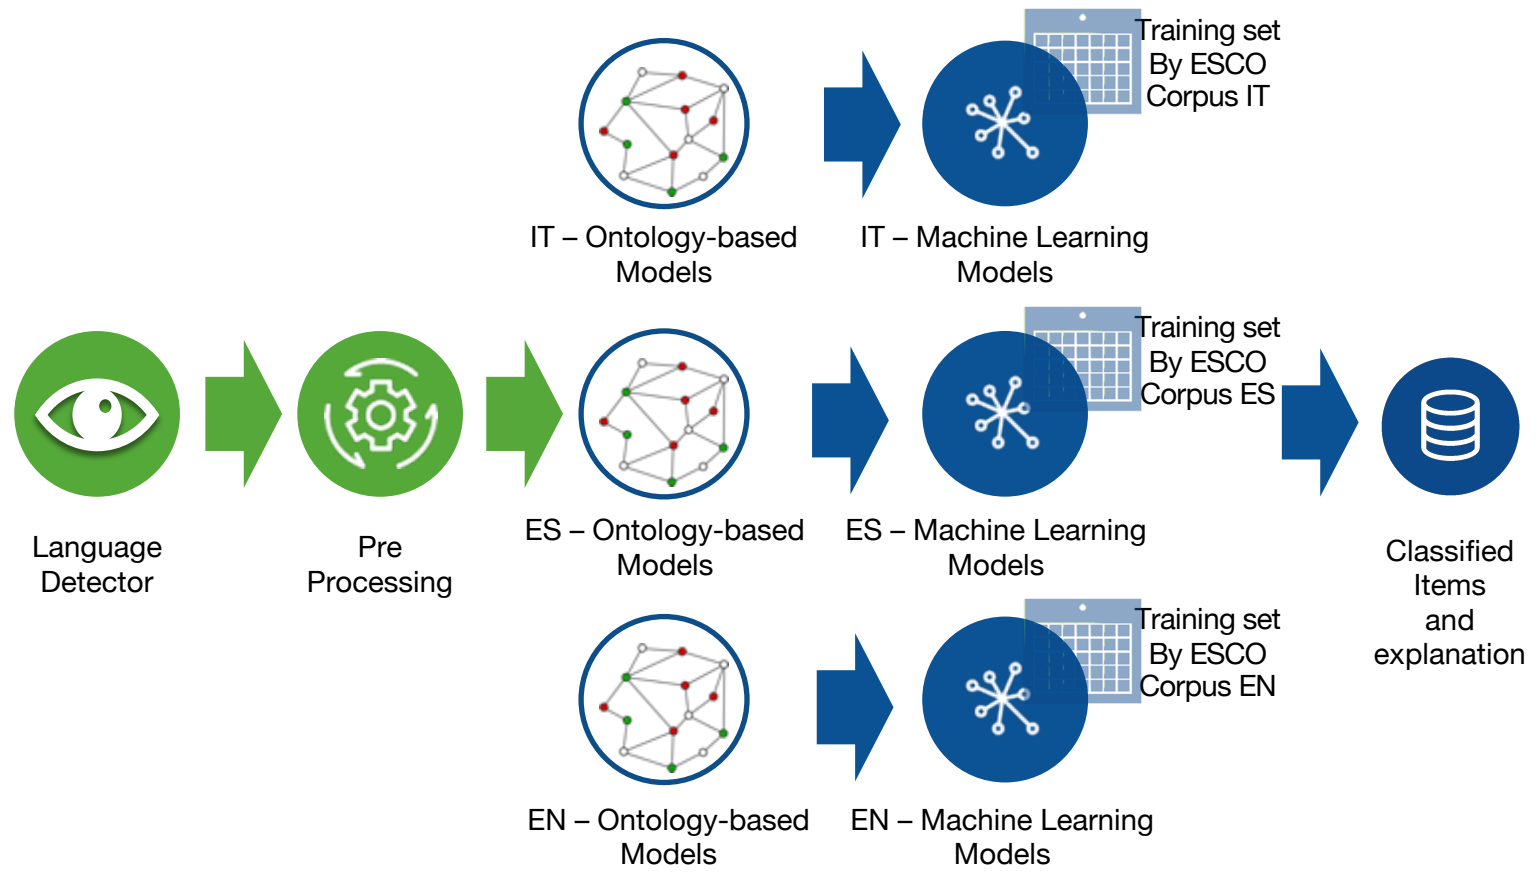 Training set
By ESCO
Corpus IT
IT – Ontology-based
Models
IT – Machine Learning
Models
Training set
By ESCO
Corpus ES
Language
Detector
Pre
Processing
ES – Ontology-based
Models
ES – Machine Learning
Models
Classified
Items
and
explanation
Training set
By ESCO
Corpus EN
EN – Ontology-based
Models
EN – Machine Learning
Models